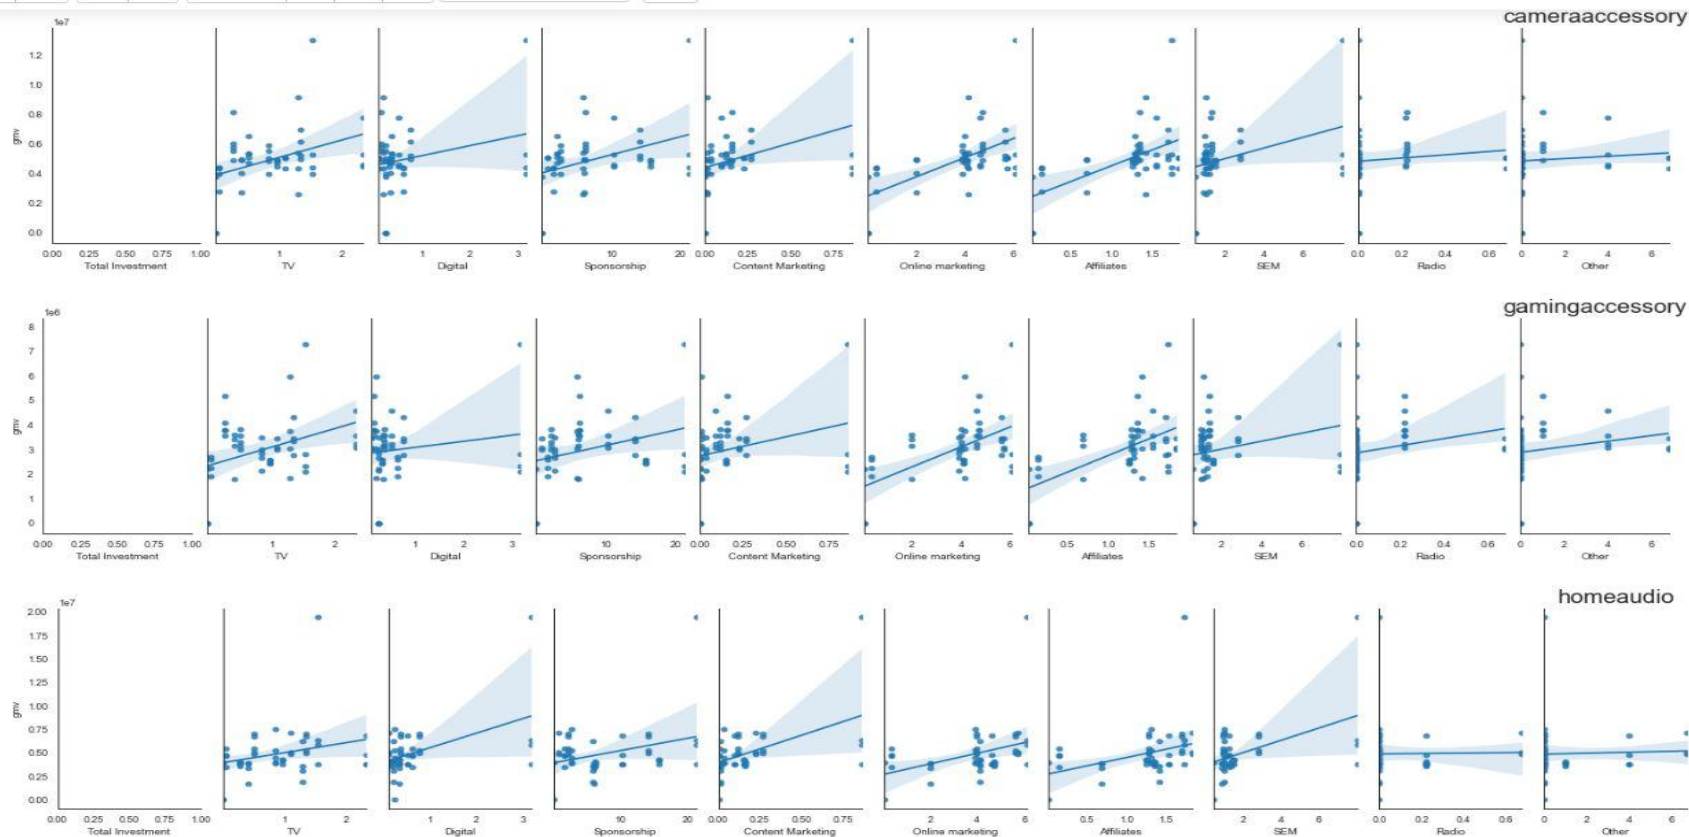 cameraaccessory
1e7
1.2
1.0
0.8
gmv
0.6
0.4
0.2
0.0
0.00 0.25 0.50 0.75 1.00 1 2 1 2 3 10 20 0.00 0.25 0.50 0.75 2 4 6 0.5 1.0 1.5 2 4 6 0.0 0.2 0.4 0.6 0 2 4 6
Total Investment TV Digital Sponsorship Content Marketing Online marketing Affiliates SEM Radio Other
gamingaccessory
1e6
8
7
6
5
gmv
4
3
2
1
0
0.00 0.25 0.50 0.75 1.00 1 2 1 2 3 10 20 0.00 0.25 0.50 0.75 2 4 6 0.5 1.0 1.5 2 4 6 0.0 0.2 0.4 0.6 0 2 4 6
Total Investment TV Digital Sponsorship Content Marketing Online marketing Affiliates SEM Radio Other
homeaudio
1e7
2.00
1.75
1.50
1.25
gmv
1.00
0.75
0.50
0.25
0.00
0.00 0.25 0.50 0.75 1.00 1 2 1 2 3 10 20 0.00 0.25 0.50 0.75 2 4 6 0.5 1.0 1.5 2 4 6 0.0 0.2 0.4 0.6 0 2 4 6
Total Investment TV Digital Sponsorship Content Marketing Online marketing Affiliates SEM Radio Other